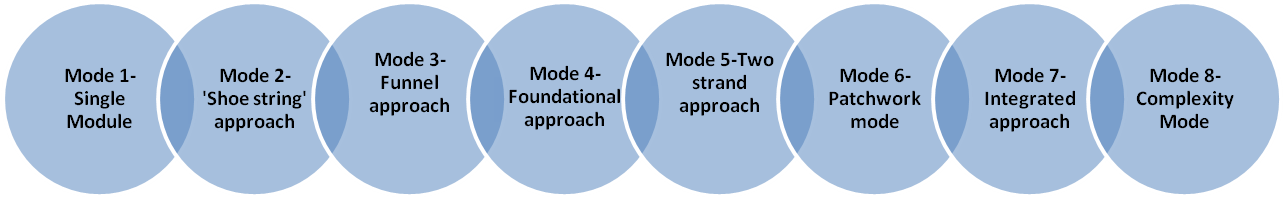 Mode 1-
Single
Module
Mode 2-
'Shoe string'
approach
Mode 3-
Funnel
approach
Mode 4-
Foundational
approach
Mode 5-Two
strand
approach
Mode 6-
Patchwork
mode
Mode 7-
Integrated
approach
Mode 8-
Complexity
Mode